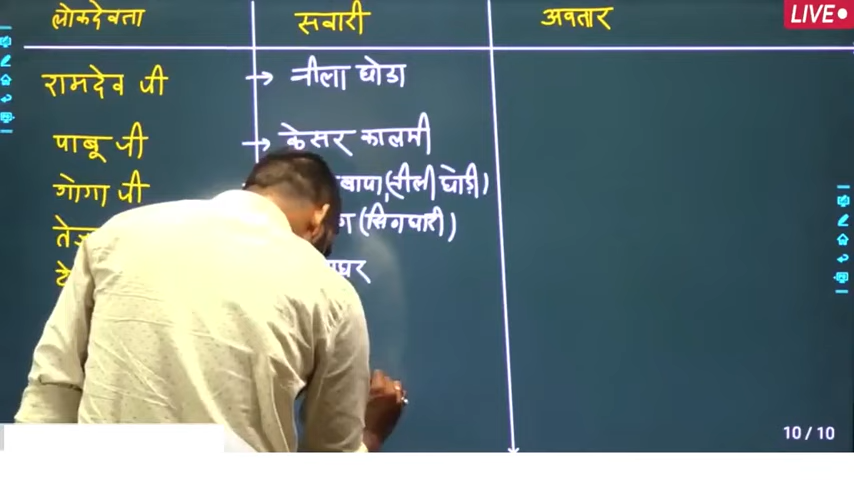 लोकदेवता सवारी अवतार LIVE
रामदेव जी → नीला घोडा
पाबू जी → केसर कालमी
गोगा जी बाण, (नीली घोड़ी)
(सिणगारी)
10 / 10